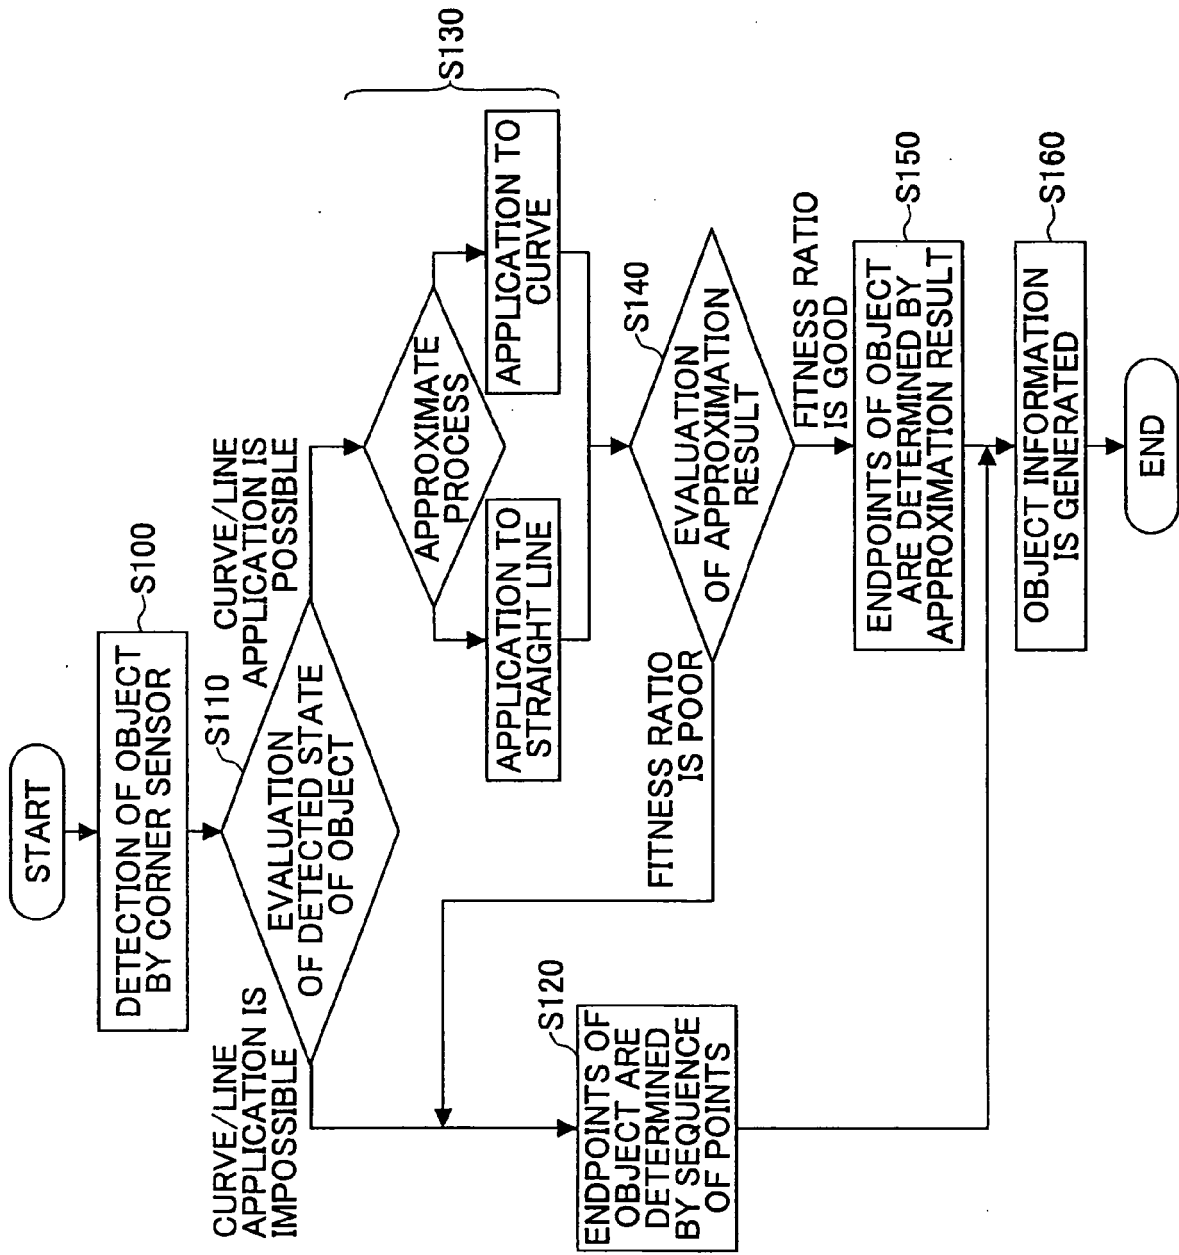 START
DETECTION OF OBJECT
BY CORNER SENSOR
S100
S110
EVALUATION
OF DETECTED STATE
OF OBJECT
CURVE/LINE
APPLICATION IS
IMPOSSIBLE
CURVE/LINE
APPLICATION IS
POSSIBLE
APPROXIMATE
PROCESS
S130
APPLICATION TO
STRAIGHT LINE
APPLICATION TO
CURVE
S140
EVALUATION
OF APPROXIMATION
RESULT
FITNESS RATIO
IS POOR
FITNESS RATIO
IS GOOD
S120
ENDPOINTS OF
OBJECT ARE
DETERMINED
BY SEQUENCE
OF POINTS
S150
ENDPOINTS OF OBJECT
ARE DETERMINED BY
APPROXIMATION RESULT
S160
OBJECT INFORMATION
IS GENERATED
END